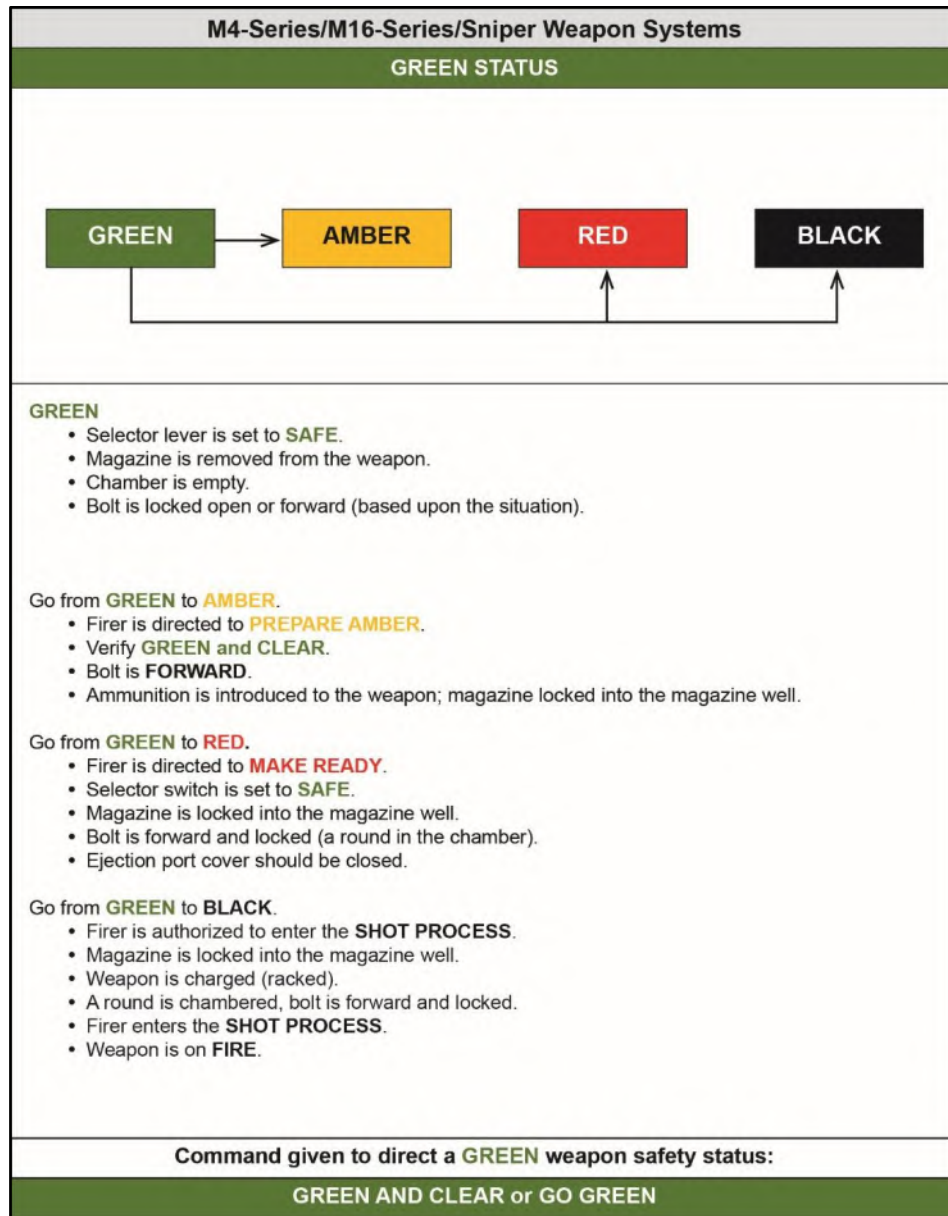 M4-Series/M16-Series/Sniper Weapon Systems
GREEN STATUS
GREEN
AMBER
RED
BLACK
GREEN
• Selector lever is set to SAFE.
• Magazine is removed from the weapon.
• Chamber is empty.
• Bolt is locked open or forward (based upon the situation).
Go from GREEN to AMBER.
• Firer is directed to PREPARE AMBER.
• Verify GREEN and CLEAR.
• Bolt is FORWARD.
• Ammunition is introduced to the weapon; magazine locked into the magazine well.
Go from GREEN to RED.
• Firer is directed to MAKE READY.
• Selector switch is set to SAFE.
• Magazine is locked into the magazine well.
• Bolt is forward and locked (a round in the chamber).
• Ejection port cover should be closed.
Go from GREEN to BLACK.
• Firer is authorized to enter the SHOT PROCESS.
• Magazine is locked into the magazine well.
• Weapon is charged (racked).
• A round is chambered, bolt is forward and locked.
• Firer enters the SHOT PROCESS.
• Weapon is on FIRE.
Command given to direct a GREEN weapon safety status:
GREEN AND CLEAR or GO GREEN